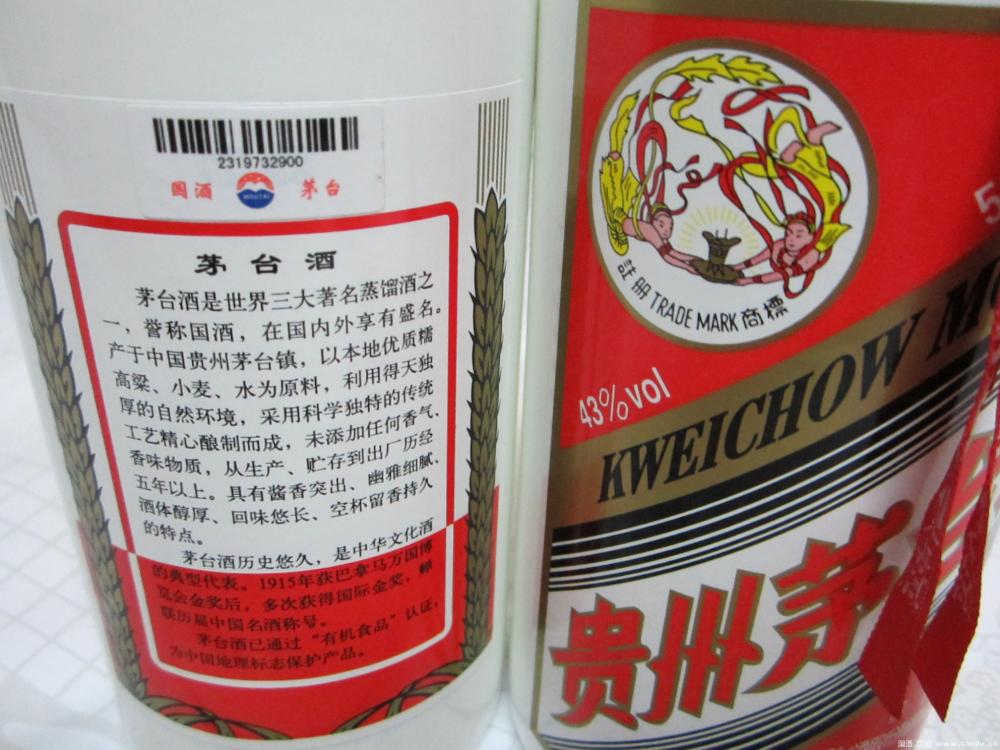 2319732900
国酒 MOUTAI 茅台
茅台酒
茅台酒是世界三大著名蒸馏酒之
一，誉称国酒，在国内外享有盛名。
产于中国贵州茅台镇，以本地优质糯
高粱、小麦、水为原料，利用得天独
厚的自然环境，采用科学独特的传统
工艺精心酿制而成，未添加任何香气、
香味物质，从生产、贮存到出厂历经
五年以上。具有酱香突出、幽雅细腻、
酒体醇厚、回味悠长、空杯留香持久
的特点。
茅台酒历史悠久，是中华文化酒
的典型代表。1915年获巴拿马万国博
览会金奖后，多次获得国际金奖，蝉
联历届中国名酒称号。
茅台酒已通过“有机食品”认证，
为中国地理标志保护产品。
註册 TRADE MARK 商標
5
43%vol
KWEICHOW M
贵州茅